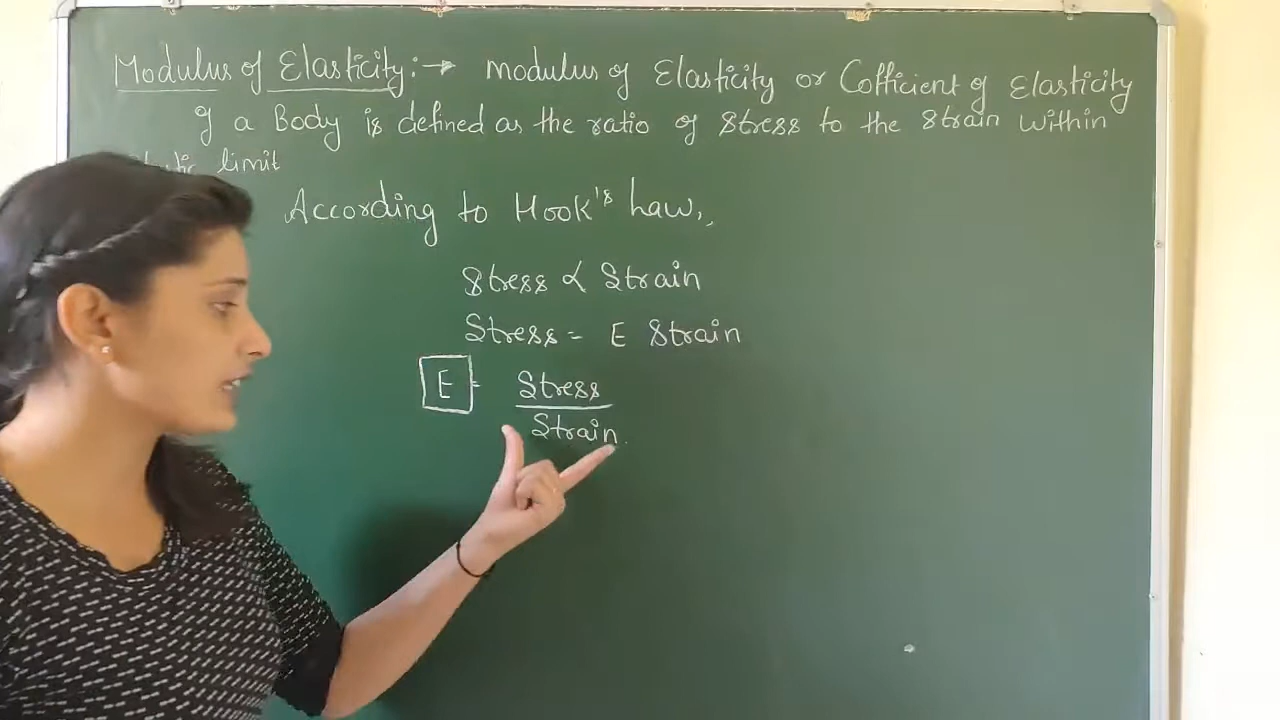 Modulus of Elasticity:→ modulus of Elasticity or Cofficient of Elasticity
of a Body is defined as the ratio of stress to the strain within
limit
According to Hook's Law,,
Stress ∝ Strain
Stress = E Strain
E = Stress
Strain.